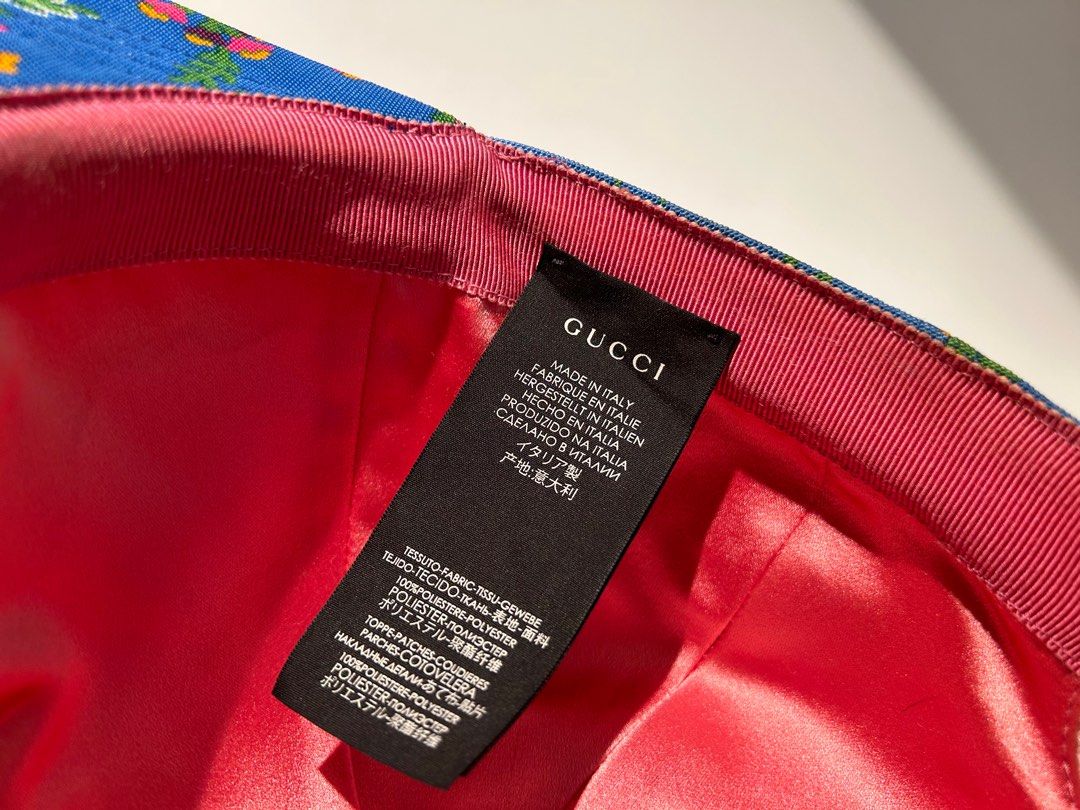 GUCCI
MADE IN ITALY
FABRIQUE EN ITALIE
HERGESTELLT IN ITALIEN
HECHO EN ITALIA
PRODUZIDO NA ITALIA
СДЕЛАНО В ИТАЛИИ
イタリア製
产地:意大利
TESSUTO-FABRIC-TISSU-GEWEBE
TEJIDO-TECIDO-ТКАНЬ-表地-面料
100%POLIESTERE-POLYESTER
POLIESTER-ПОЛИЭСТЕР
ポリエステル-聚酯纤维
TOPPE-PATCHES-COUDIERES
PARCHES-COTOVELERA
НАКЛАДНЫЕ ДЕТАЛИ-あて布-贴片
100%POLIESTERE-POLYESTER
POLIESTER-ПОЛИЭСТЕР
ポリエステル-聚酯纤维